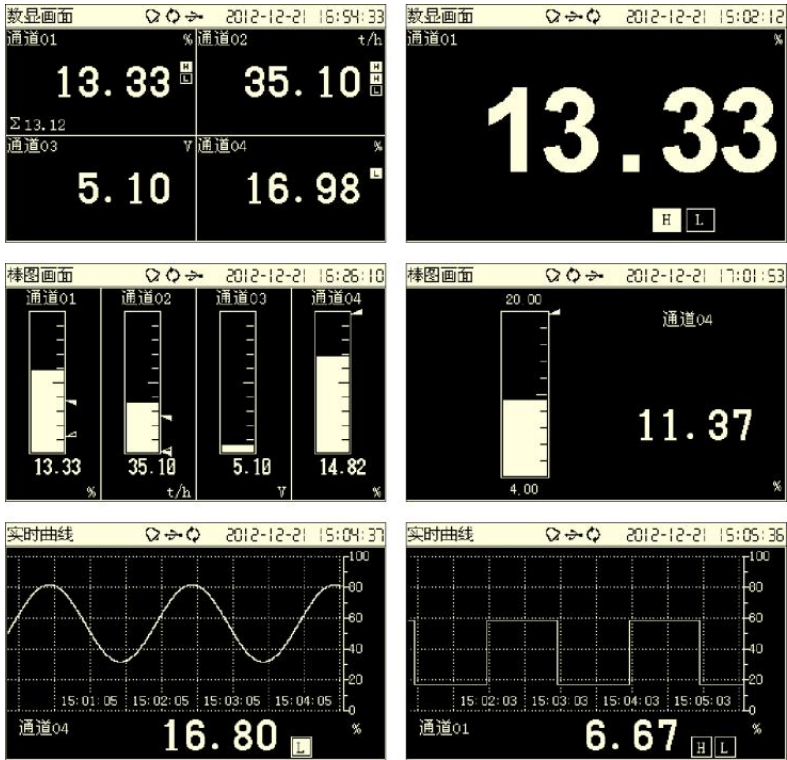 数显画面 2012-12-21 16:54:33
通道01 % 通道02 t/h
13.33 H L 35.10 H H L
Σ13.12
通道03 V 通道04 %
5.10 16.98 L
数显画面 2012-12-21 15:02:12
通道01 %
13.33
H L
棒图画面 2012-12-21 16:26:10
通道01 通道02 通道03 通道04
13.33 35.10 5.10 14.82
% t/h V %
棒图画面 2012-12-21 17:01:53
20.00
通道04
11.37
4.00 %
实时曲线 2012-12-21 15:04:37
100
80
60
40
20
15:01:05 15:02:05 15:03:05 15:04:05 0
通道04 16.80 L %
实时曲线 2012-12-21 15:05:36
100
80
60
40
20
15:02:03 15:03:03 15:04:03 15:05:03 0
通道01 6.67 H L %